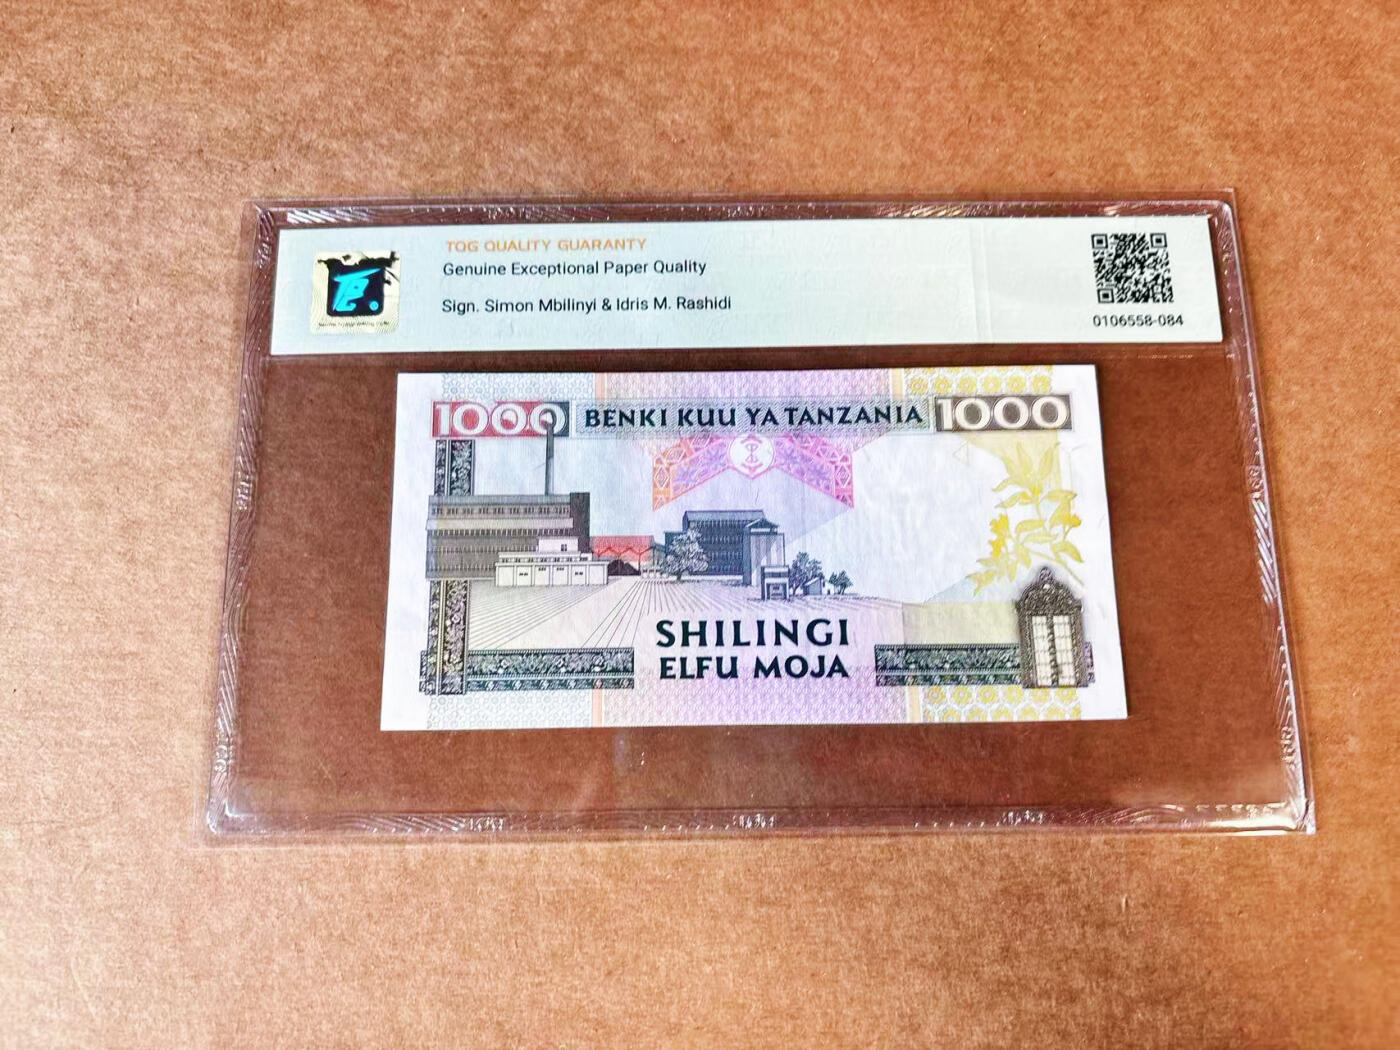 TQG QUALITY GUARANTY
Genuine Exceptional Paper Quality
Sign. Simon Mbilinyi & Idris M. Rashidi
0106558-084
1000 BENKI KUU YA TANZANIA 1000
SHILINGI
ELFU MOJA